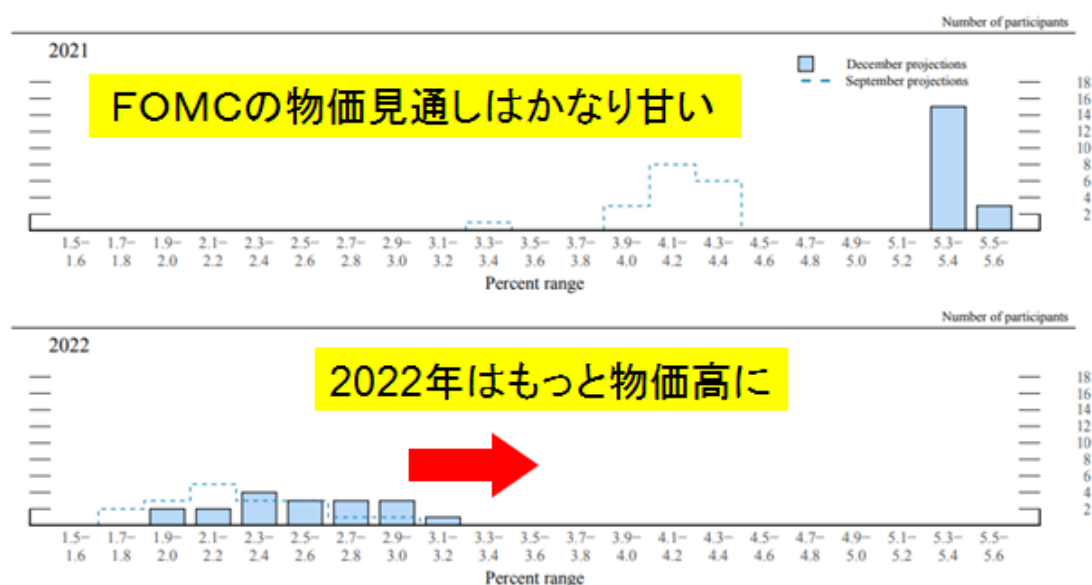 Number of participants
2021
December projections
September projections
FOMCの物価見通しはかなり甘い
18
16
14
12
10
8
6
4
2
1.5– 1.7– 1.9– 2.1– 2.3– 2.5– 2.7– 2.9– 3.1– 3.3– 3.5– 3.7– 3.9– 4.1– 4.3– 4.5– 4.7– 4.9– 5.1– 5.3– 5.5–
1.6 1.8 2.0 2.2 2.4 2.6 2.8 3.0 3.2 3.4 3.6 3.8 4.0 4.2 4.4 4.6 4.8 5.0 5.2 5.4 5.6
Percent range
Number of participants
2022
2022年はもっと物価高に
18
16
14
12
10
8
6
4
2
1.5– 1.7– 1.9– 2.1– 2.3– 2.5– 2.7– 2.9– 3.1– 3.3– 3.5– 3.7– 3.9– 4.1– 4.3– 4.5– 4.7– 4.9– 5.1– 5.3– 5.5–
1.6 1.8 2.0 2.2 2.4 2.6 2.8 3.0 3.2 3.4 3.6 3.8 4.0 4.2 4.4 4.6 4.8 5.0 5.2 5.4 5.6
Percent range